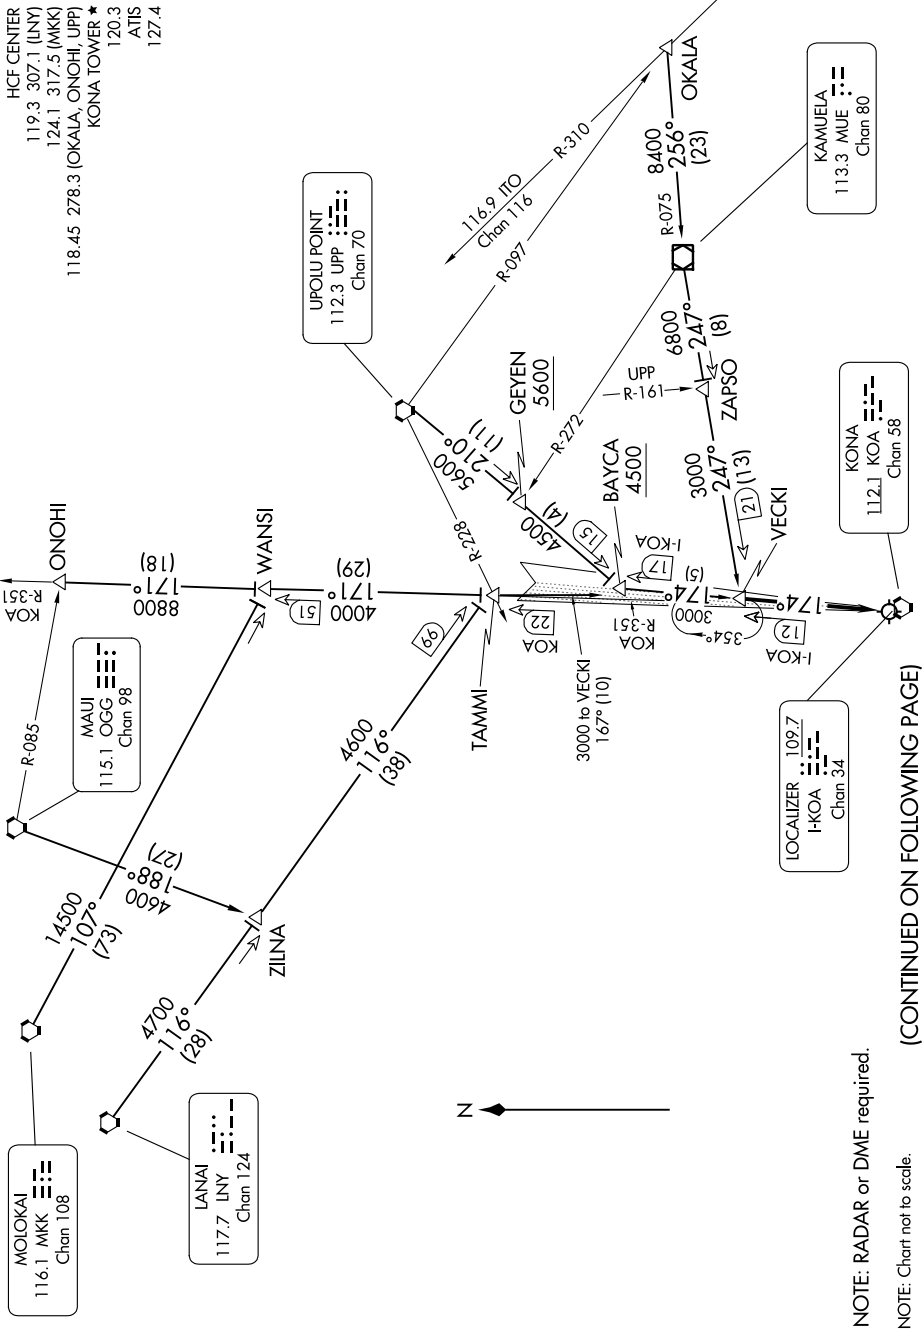 HCF CENTER
119.3 307.1 (LNY)
124.1 317.5 (MKK)
118.45 278.3 (OKALA, ONOHI, UPP)
KONA TOWER ★
120.3
ATIS
127.4
MOLOKAI
116.1 MKK
Chan 108
LANAI
117.7 LNY
Chan 124
MAUI
115.1 OGG
Chan 98
UPOLU POINT
112.3 UPP
Chan 70
KAMUELA
113.3 MUE
Chan 80
KONA
112.1 KOA
Chan 58
LOCALIZER 109.7
I-KOA
Chan 34
14500
107°
(73)
4700
116°
(28)
4600
188°
(27)
ZILNA
4600
116°
(38)
66
R-085
KOA
R-351
ONOHI
8800
171°
(18)
WANSI
51
4000
171°
(29)
TAMMI
22
KOA
R-228
5600
210°
(11)
GEYEN
5600
4500
(4)
15
BAYCA
4500
17
I-KOA
KOA
R-351
3000 to VECKI
167° (10)
174°
(5)
3000
354°
12
I-KOA
174°
VECKI
21
3000
247°
(13)
ZAPSO
UPP
R-161
6800
247°
(8)
R-272
R-075
8400
256°
(23)
OKALA
R-097
116.9 ITO
Chan 116
R-310
N
NOTE: RADAR or DME required.
NOTE: Chart not to scale.
(CONTINUED ON FOLLOWING PAGE)